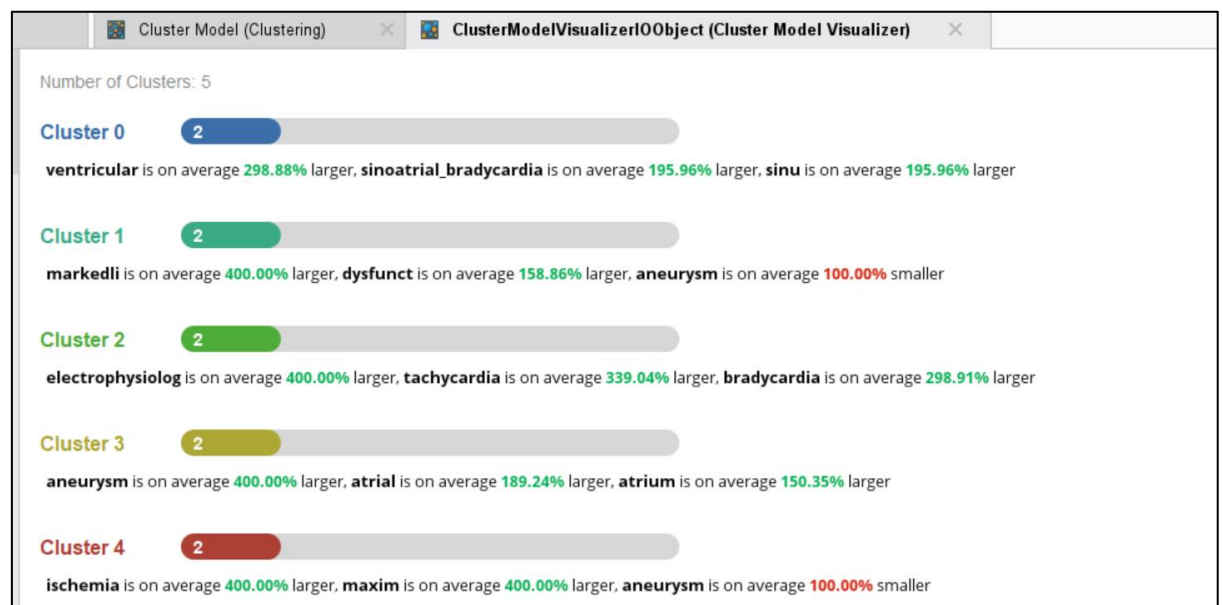 Cluster Model (Clustering) ClusterModelVisualizerIOObject (Cluster Model Visualizer)
Number of Clusters: 5
Cluster 0 2
ventricular is on average 298.88% larger, sinoatrial_bradycardia is on average 195.96% larger, sinu is on average 195.96% larger
Cluster 1 2
markedli is on average 400.00% larger, dysfunct is on average 158.86% larger, aneurysm is on average 100.00% smaller
Cluster 2 2
electrophysiolog is on average 400.00% larger, tachycardia is on average 339.04% larger, bradycardia is on average 298.91% larger
Cluster 3 2
aneurysm is on average 400.00% larger, atrial is on average 189.24% larger, atrium is on average 150.35% larger
Cluster 4 2
ischemia is on average 400.00% larger, maxim is on average 400.00% larger, aneurysm is on average 100.00% smaller